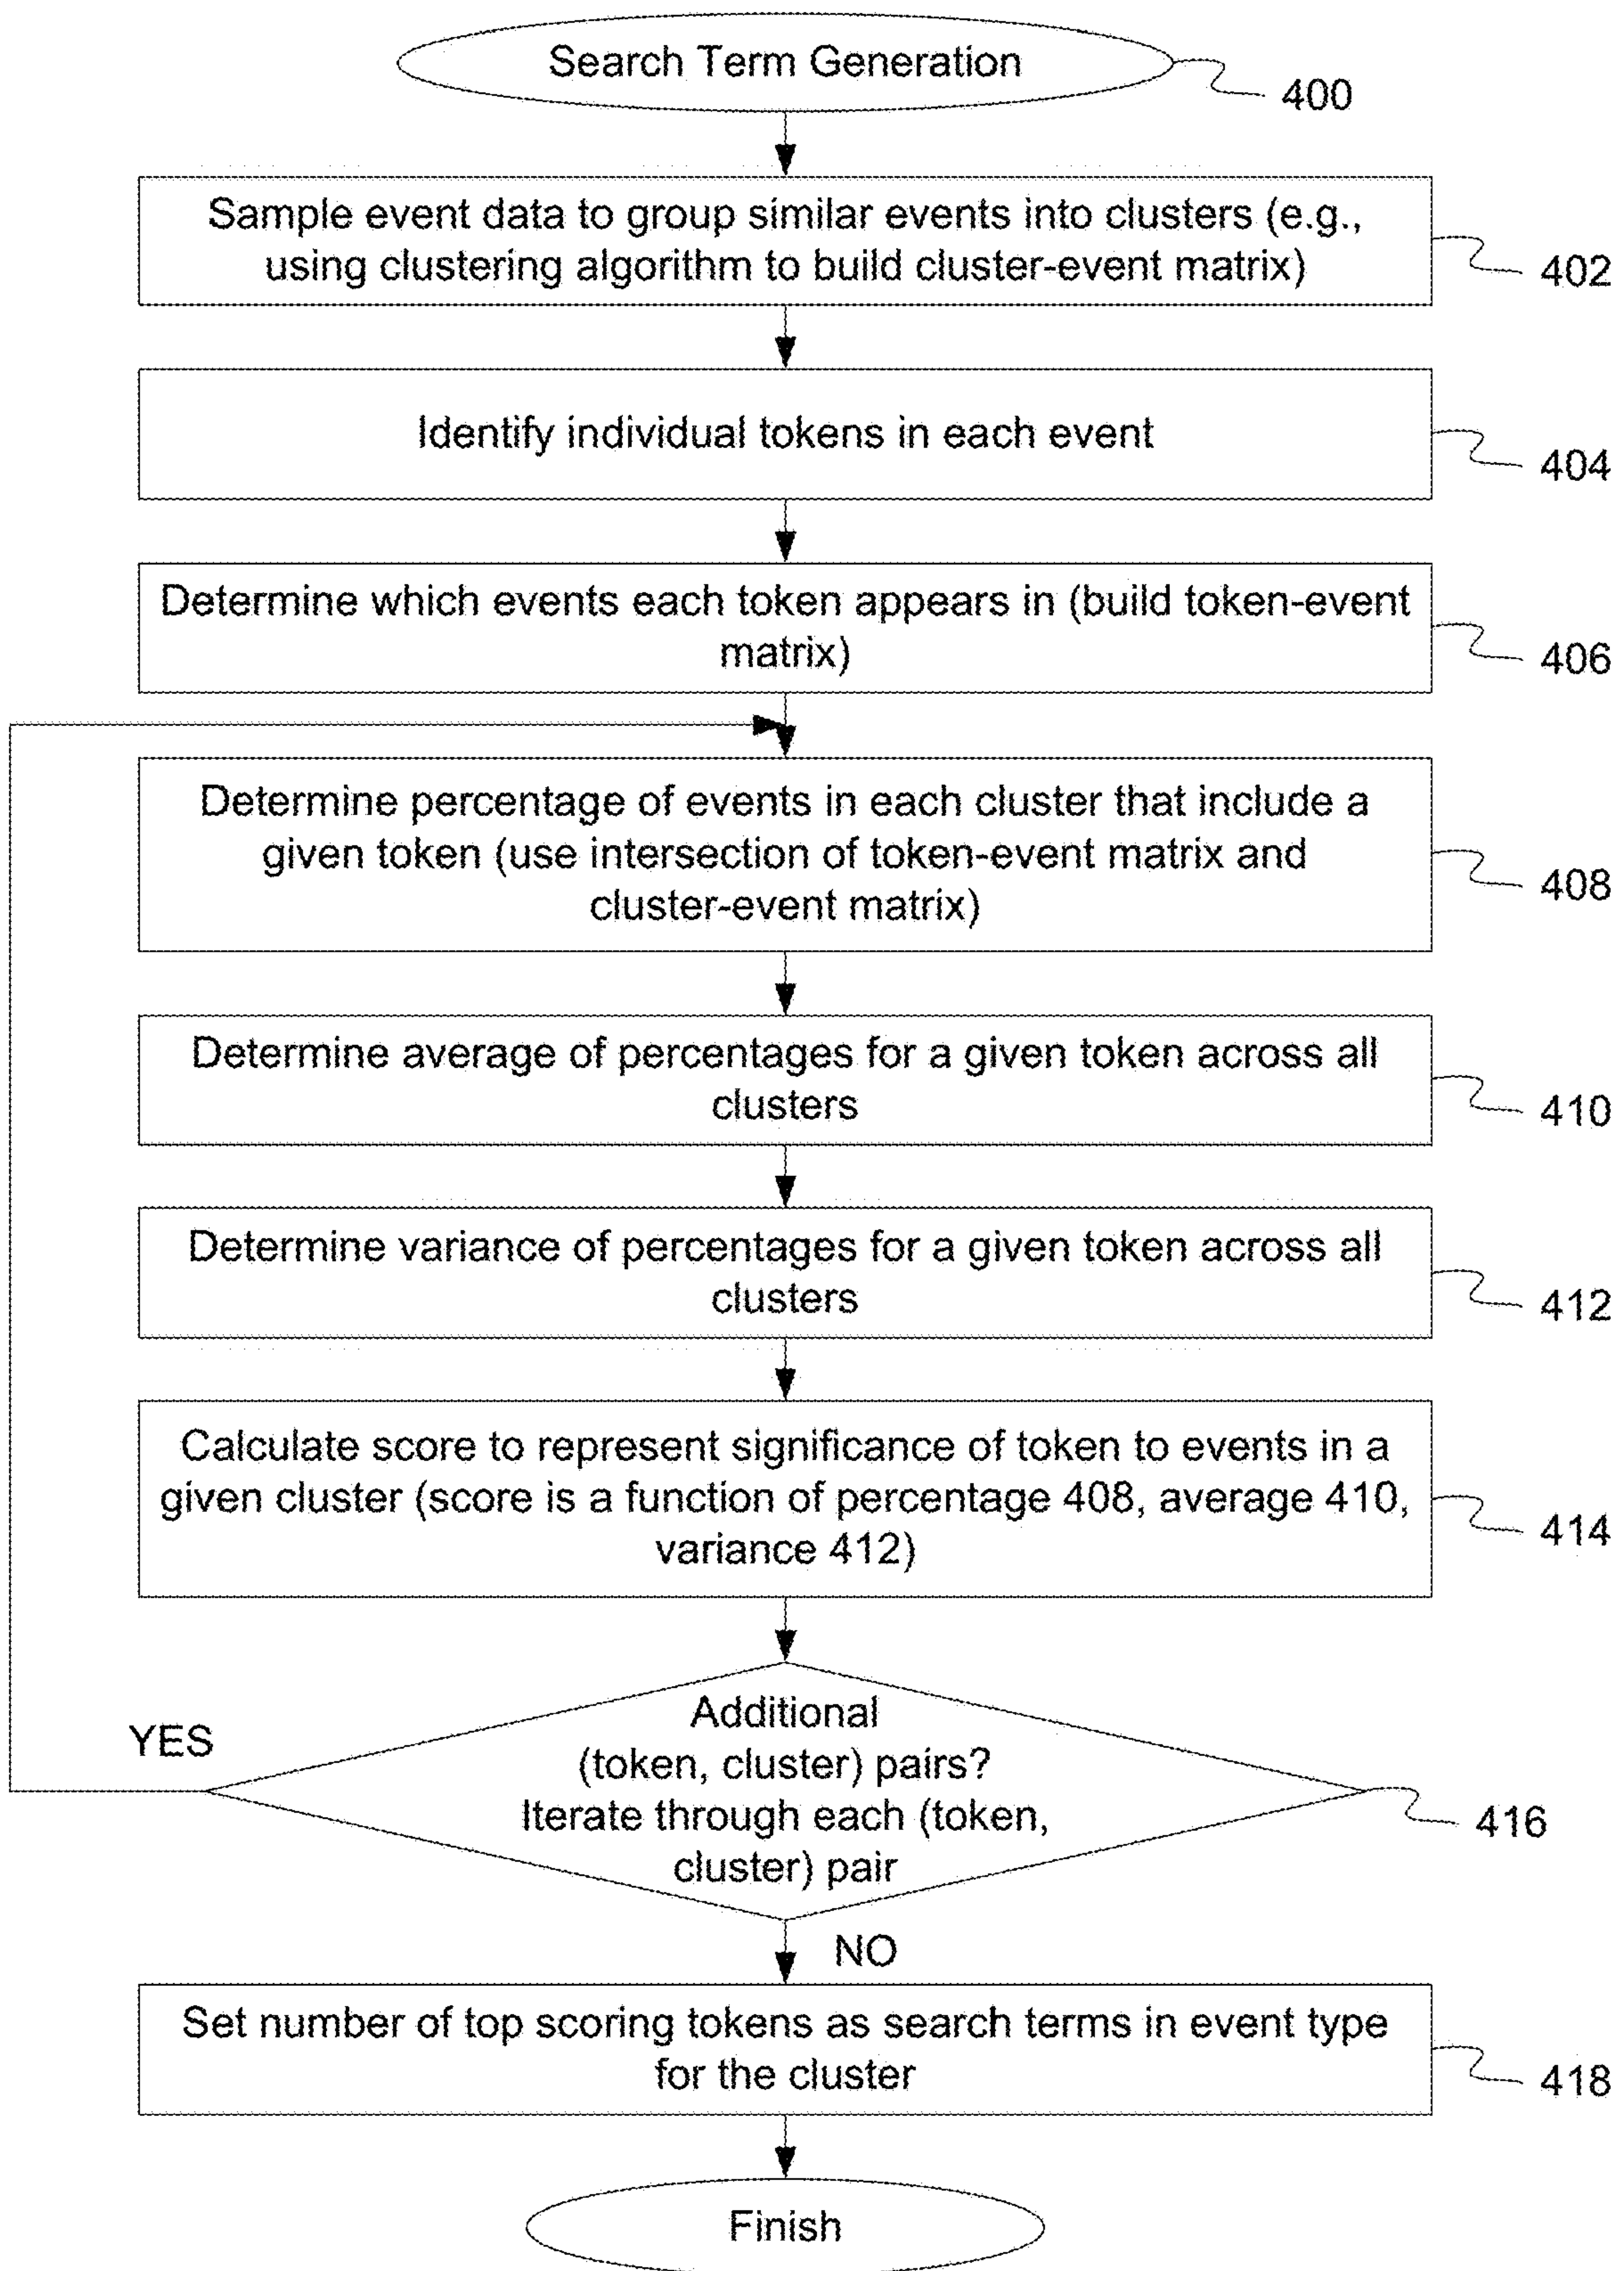 Search Term Generation
400
Sample event data to group similar events into clusters (e.g.,
using clustering algorithm to build cluster-event matrix)
402
Identify individual tokens in each event
404
Determine which events each token appears in (build token-event
matrix)
406
Determine percentage of events in each cluster that include a
given token (use intersection of token-event matrix and
cluster-event matrix)
408
Determine average of percentages for a given token across all
clusters
410
Determine variance of percentages for a given token across all
clusters
412
Calculate score to represent significance of token to events in a
given cluster (score is a function of percentage 408, average 410,
variance 412)
414
Additional
(token, cluster) pairs?
Iterate through each (token,
cluster) pair
YES
416
NO
Set number of top scoring tokens as search terms in event type
for the cluster
418
Finish